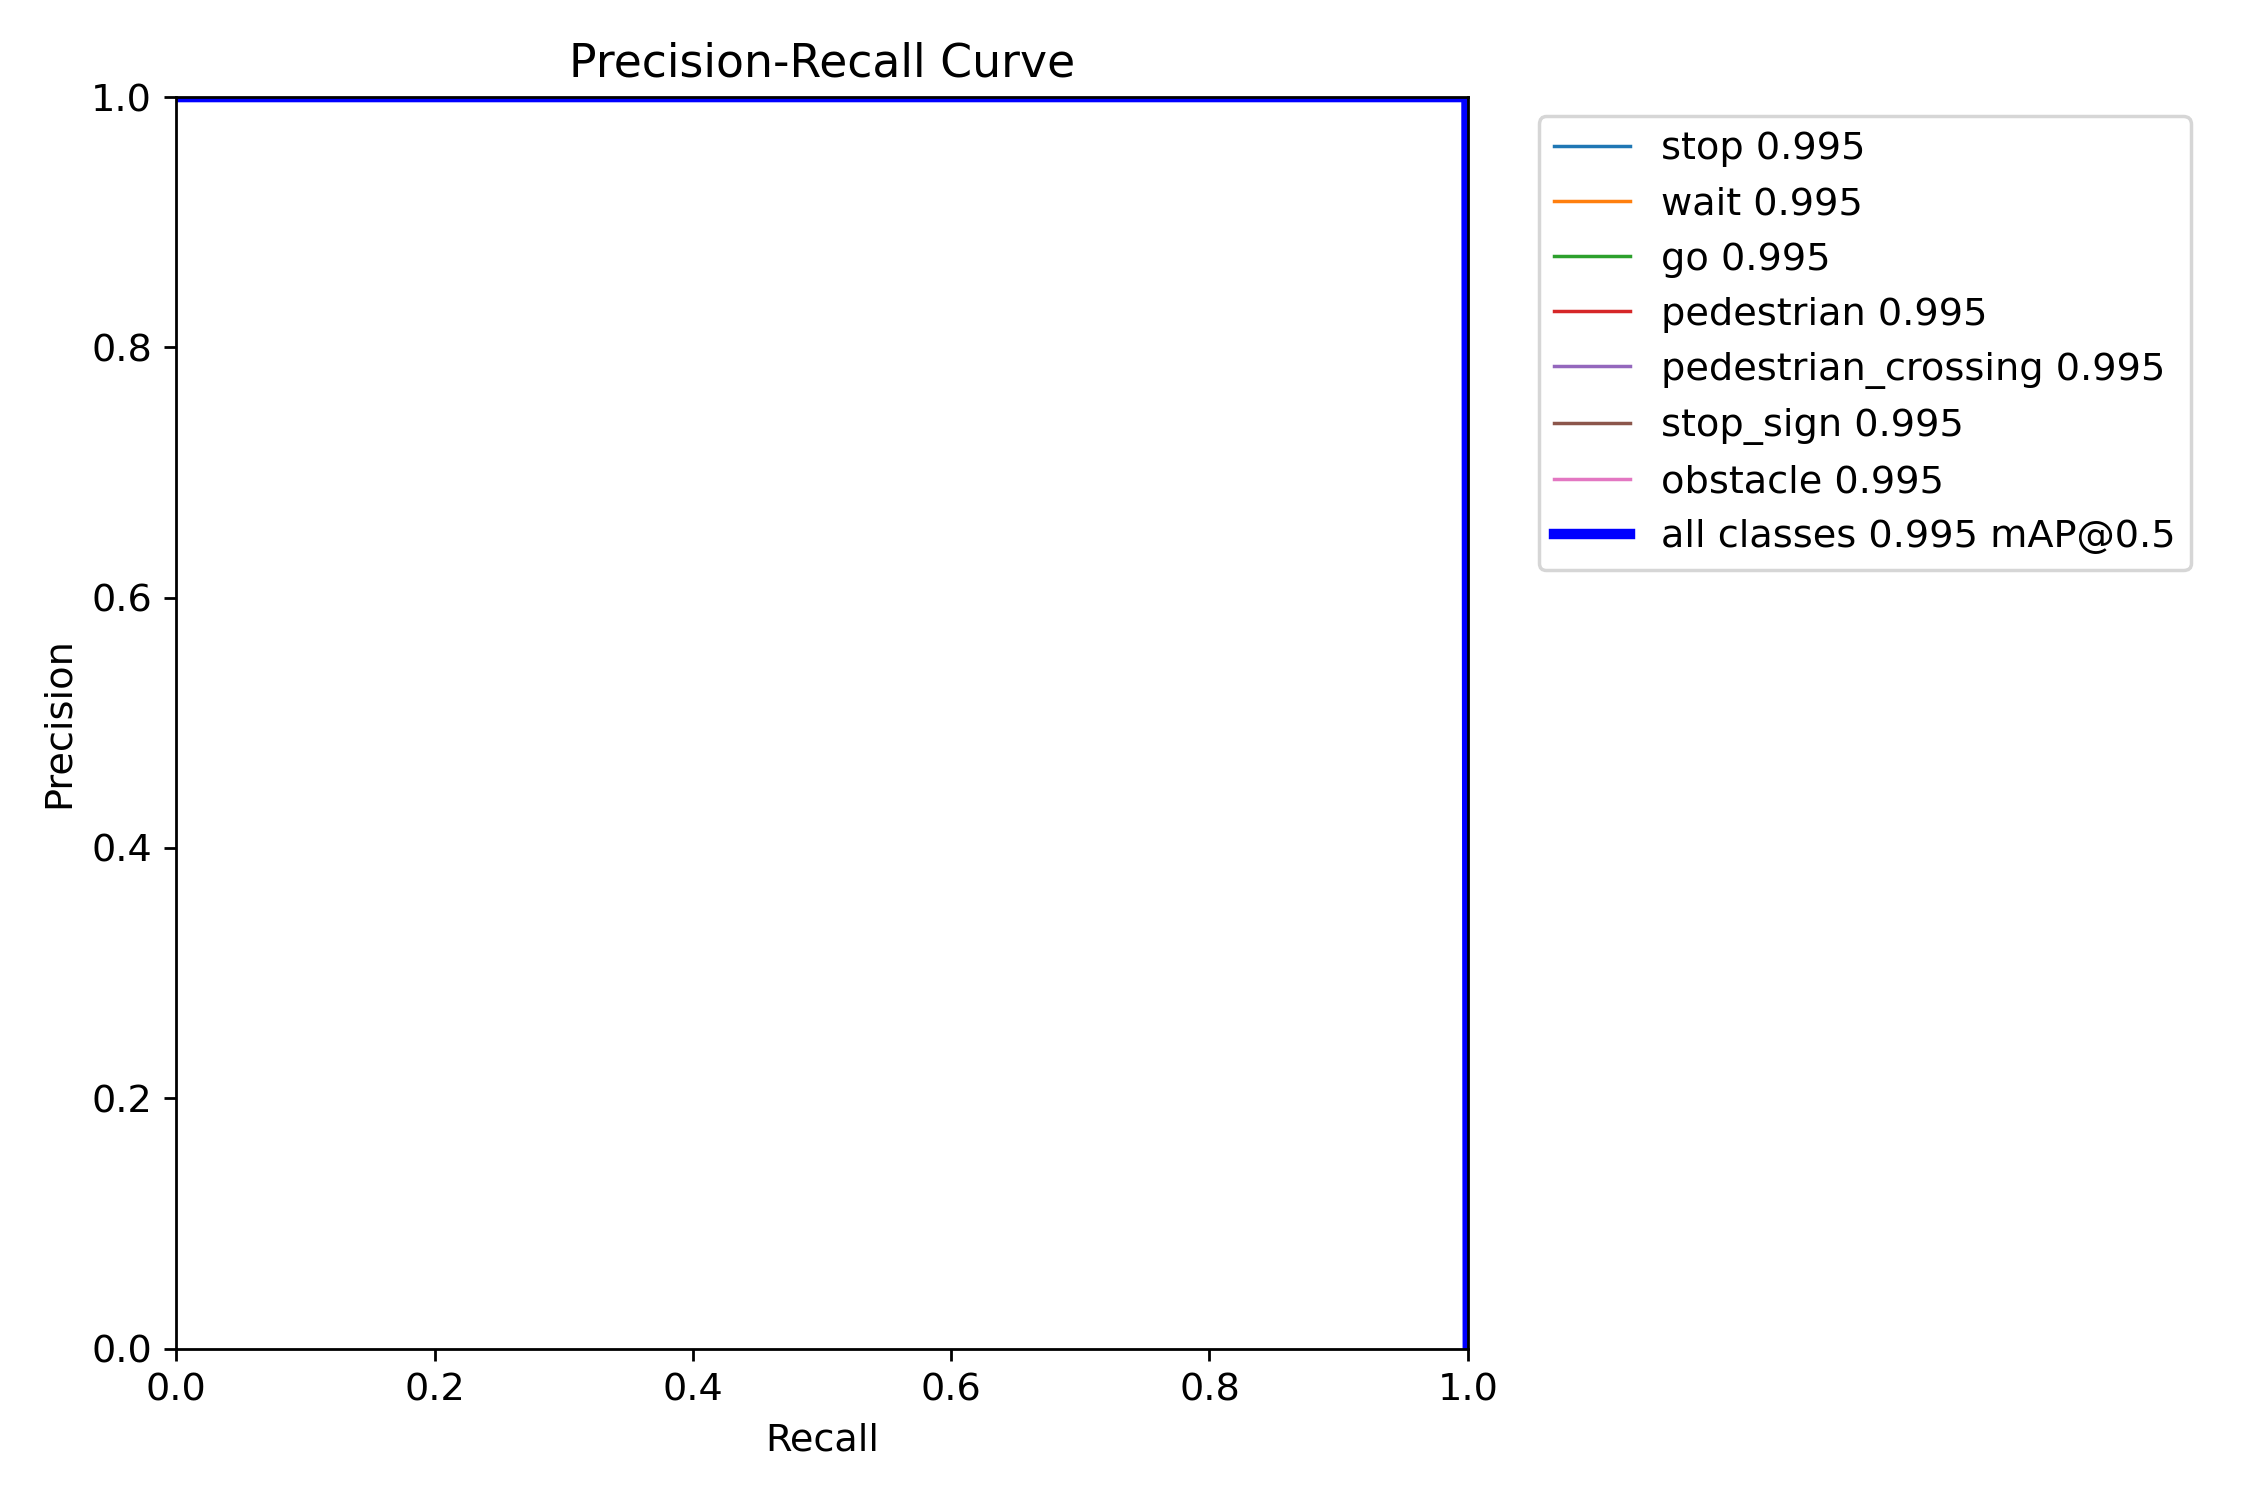 Precision-Recall Curve
1.0
0.8
0.6
0.4
0.2
0.0
Precision
0.0 0.2 0.4 0.6 0.8 1.0
Recall
stop 0.995
wait 0.995
go 0.995
pedestrian 0.995
pedestrian_crossing 0.995
stop_sign 0.995
obstacle 0.995
all classes 0.995 mAP@0.5